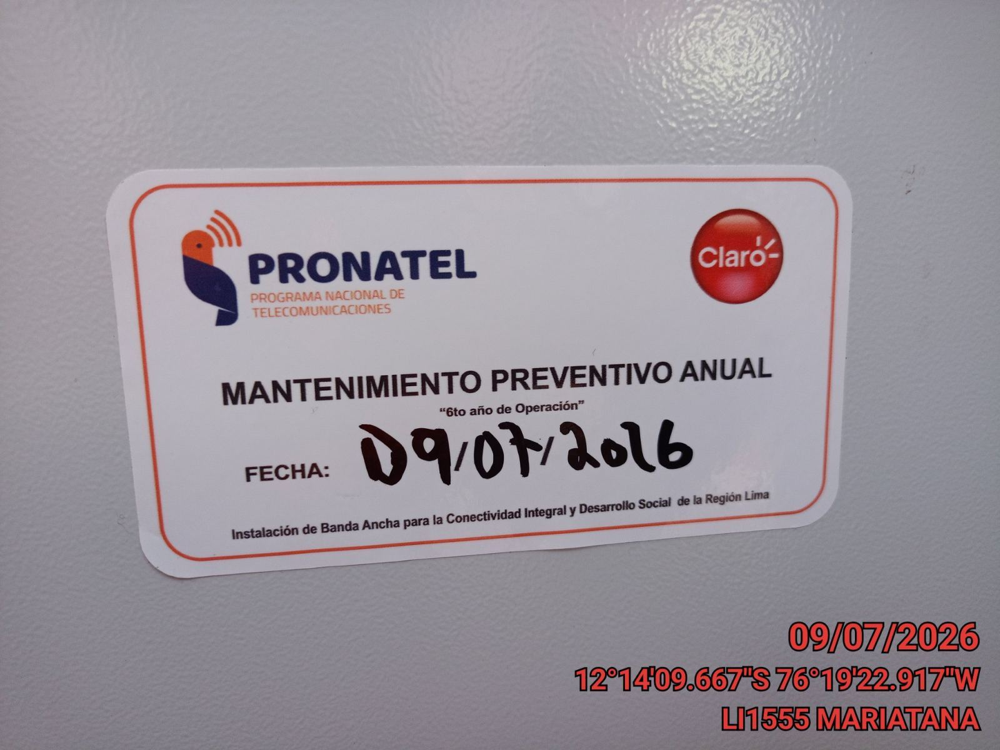 PRONATEL
PROGRAMA NACIONAL DE
TELECOMUNICACIONES
Claro
MANTENIMIENTO PREVENTIVO ANUAL
“6to año de Operación”
FECHA: 09/07/2016
Instalación de Banda Ancha para la Conectividad Integral y Desarrollo Social de la Región Lima
09/07/2026
12°14'09.667"S 76°19'22.917"W
LI1555 MARIATANA